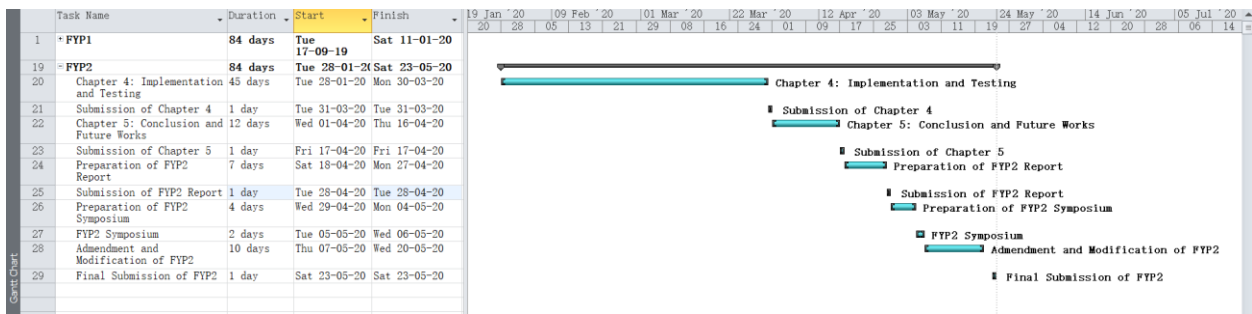 Task Name Duration Start Finish 19 Jan '20 09 Feb '20 01 Mar '20 22 Mar '20 12 Apr '20 03 May '20 24 May '20 14 Jun '20 05 Jul '20
20 28 05 13 21 29 08 16 24 01 09 17 25 03 11 19 27 04 12 20 28 06 14
1 FYP1 84 days Tue 17-09-19 Sat 11-01-20
19 FYP2 84 days Tue 28-01-20 Sat 23-05-20
20 Chapter 4: Implementation and Testing 45 days Tue 28-01-20 Mon 30-03-20 Chapter 4: Implementation and Testing
21 Submission of Chapter 4 1 day Tue 31-03-20 Tue 31-03-20 Submission of Chapter 4
22 Chapter 5: Conclusion and Future Works 12 days Wed 01-04-20 Thu 16-04-20 Chapter 5: Conclusion and Future Works
23 Submission of Chapter 5 1 day Fri 17-04-20 Fri 17-04-20 Submission of Chapter 5
24 Preparation of FYP2 Report 7 days Sat 18-04-20 Mon 27-04-20 Preparation of FYP2 Report
25 Submission of FYP2 Report 1 day Tue 28-04-20 Tue 28-04-20 Submission of FYP2 Report
26 Preparation of FYP2 Symposium 4 days Wed 29-04-20 Mon 04-05-20 Preparation of FYP2 Symposium
27 FYP2 Symposium 2 days Tue 05-05-20 Wed 06-05-20 FYP2 Symposium
28 Admendment and Modification of FYP2 10 days Thu 07-05-20 Wed 20-05-20 Admendment and Modification of FYP2
29 Final Submission of FYP2 1 day Sat 23-05-20 Sat 23-05-20 Final Submission of FYP2
Gantt Chart